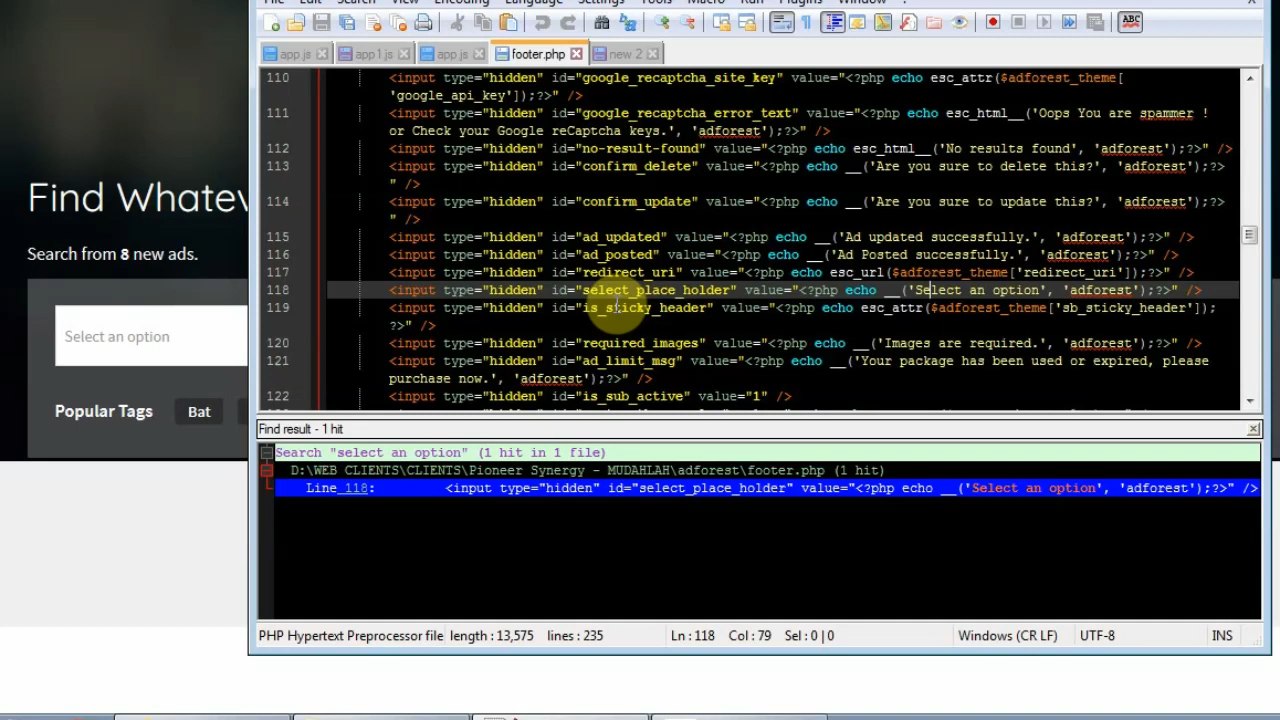 File Edit Search View Encoding Language Settings Tools Macro Run Plugins Window ? X
ABC
app.js app1.js app.js footer.php new 2
110 <input type="hidden" id="google_recaptcha_site_key" value="<?php echo esc_attr($adforest_theme[
'google_api_key']);?>" />
111 <input type="hidden" id="google_recaptcha_error_text" value="<?php echo esc_html__('Oops You are spammer !
or Check your Google reCaptcha keys.', 'adforest');?>" />
112 <input type="hidden" id="no-result-found" value="<?php echo esc_html__('No results found', 'adforest');?>" />
113 <input type="hidden" id="confirm_delete" value="<?php echo __('Are you sure to delete this?', 'adforest');?>
" />
114 <input type="hidden" id="confirm_update" value="<?php echo __('Are you sure to update this?', 'adforest');?>
" />
115 <input type="hidden" id="ad_updated" value="<?php echo __('Ad updated successfully.', 'adforest');?>" />
116 <input type="hidden" id="ad_posted" value="<?php echo __('Ad Posted successfully.', 'adforest');?>" />
117 <input type="hidden" id="redirect_uri" value="<?php echo esc_url($adforest_theme['redirect_uri']);?>" />
118 <input type="hidden" id="select_place_holder" value="<?php echo __('Select an option', 'adforest');?>" />
119 <input type="hidden" id="is_sticky_header" value="<?php echo esc_attr($adforest_theme['sb_sticky_header']);
?>" />
120 <input type="hidden" id="required_images" value="<?php echo __('Images are required.', 'adforest');?>" />
121 <input type="hidden" id="ad_limit_msg" value="<?php echo __('Your package has been used or expired, please
purchase now.', 'adforest');?>" />
122 <input type="hidden" id="is_sub_active" value="1" />
Find Whatev
Search from 8 new ads.
Select an option
Popular Tags Bat
Find result - 1 hit
Search "select an option" (1 hit in 1 file)
D:\WEB CLIENTS\CLIENTS\Pioneer Synergy - MUDAHLAH\adforest\footer.php (1 hit)
Line 118: <input type="hidden" id="select_place_holder" value="<?php echo __('Select an option', 'adforest');?>" />
PHP Hypertext Preprocessor file length : 13,575 lines : 235 Ln : 118 Col : 79 Sel : 0 | 0 Windows (CR LF) UTF-8 INS